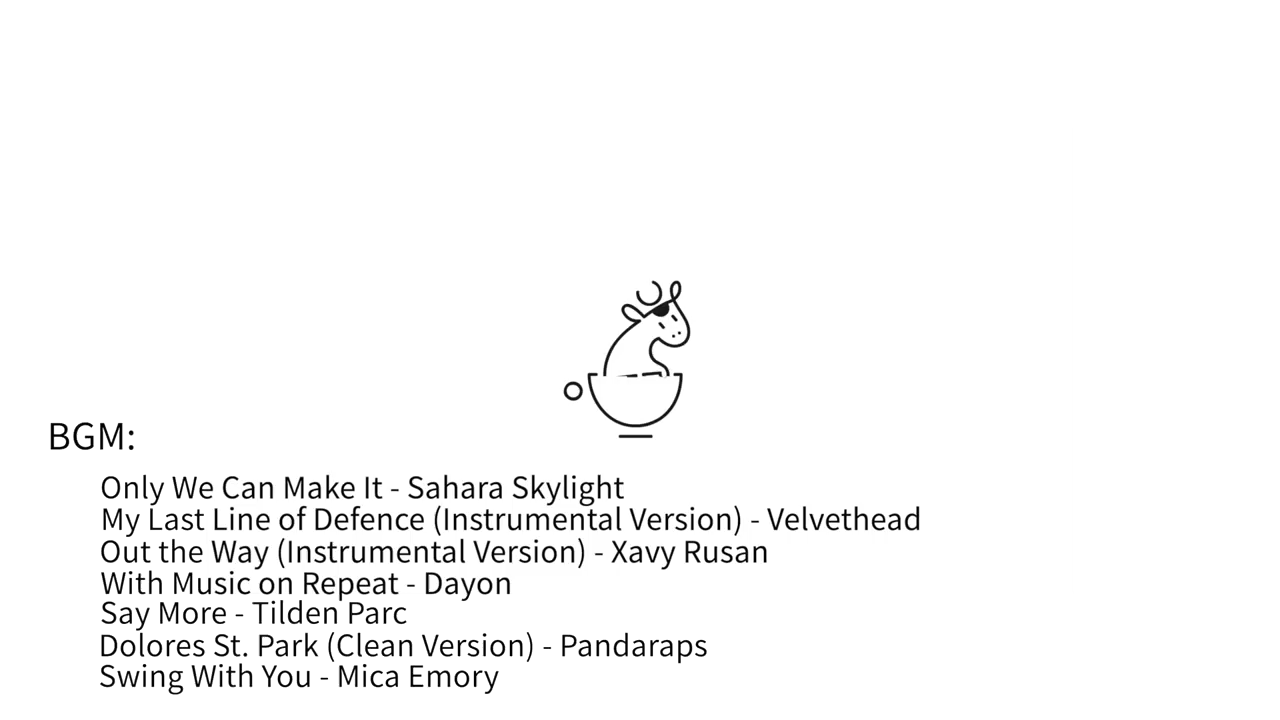 BGM:
Only We Can Make It - Sahara Skylight
My Last Line of Defence (Instrumental Version) - Velvethead
Out the Way (Instrumental Version) - Xavy Rusan
With Music on Repeat - Dayon
Say More - Tilden Parc
Dolores St. Park (Clean Version) - Pandaraps
Swing With You - Mica Emory